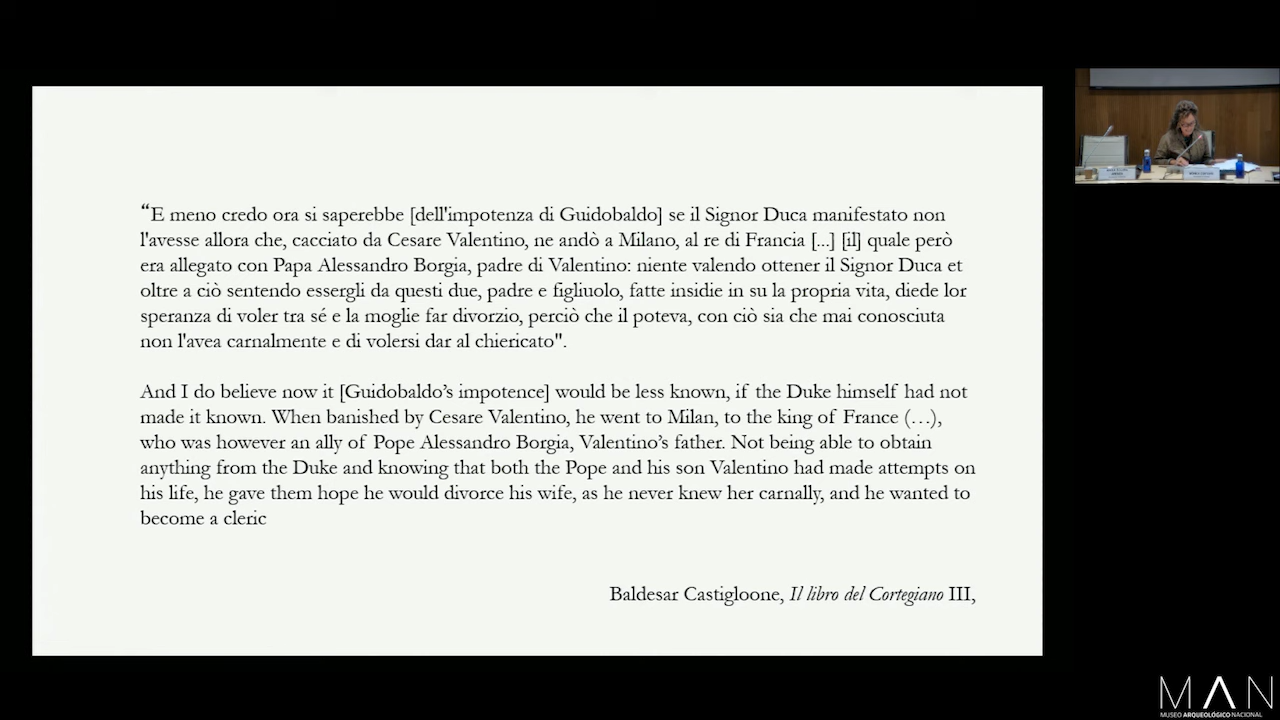 “E meno credo ora si saperebbe [dell'impotenza di Guidobaldo] se il Signor Duca manifestato non
l'avesse allora che, cacciato da Cesare Valentino, ne andò a Milano, al re di Francia [...] [il] quale però
era allegato con Papa Alessandro Borgia, padre di Valentino: niente valendo ottener il Signor Duca et
oltre a ciò sentendo essergli da questi due, padre e figliuolo, fatte insidie in su la propria vita, diede lor
speranza di voler tra sé e la moglie far divorzio, perciò che il poteva, con ciò sia che mai conosciuta
non l'avea carnalmente e di volersi dar al chiericato".
And I do believe now it [Guidobaldo’s impotence] would be less known, if the Duke himself had not
made it known. When banished by Cesare Valentino, he went to Milan, to the king of France (…),
who was however an ally of Pope Alessandro Borgia, Valentino’s father. Not being able to obtain
anything from the Duke and knowing that both the Pope and his son Valentino had made attempts on
his life, he gave them hope he would divorce his wife, as he never knew her carnally, and he wanted to
become a cleric
Baldesar Castigloone, Il libro del Cortegiano III,
MAN
MUSEO ARQUEOLÓGICO NACIONAL